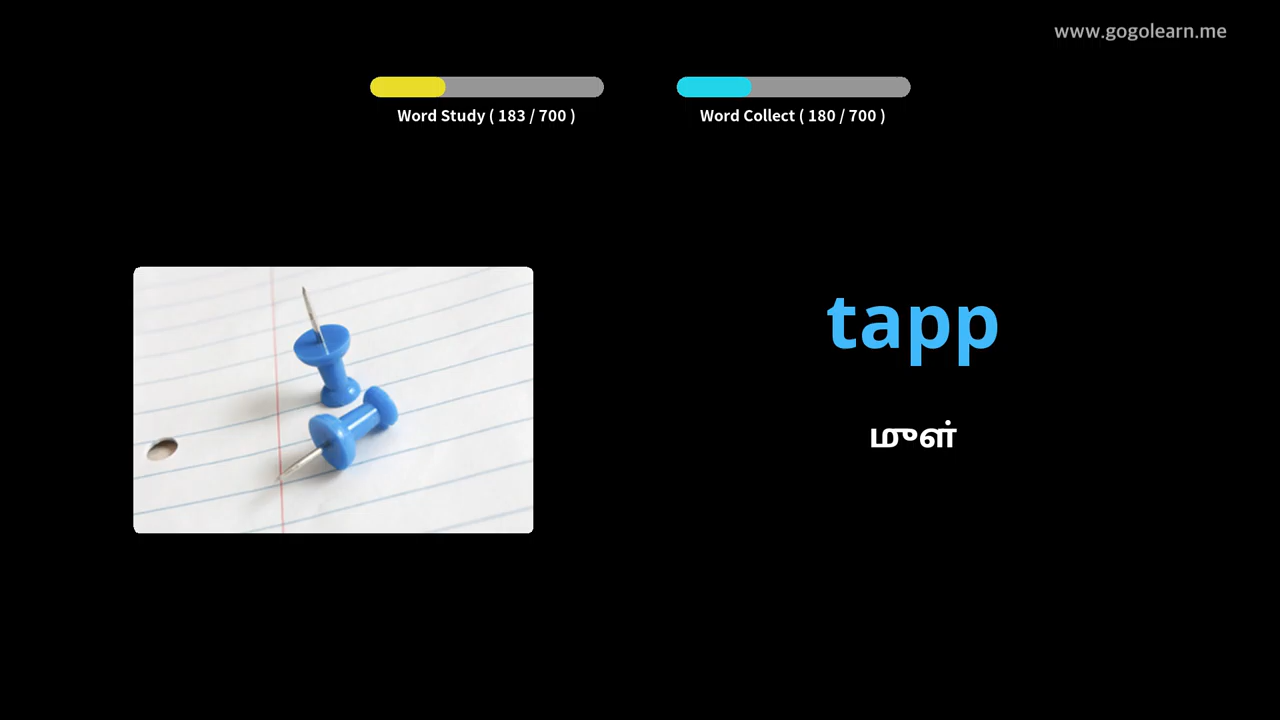 www.gogolearn.me
Word Study ( 183 / 700 )
Word Collect ( 180 / 700 )
tapp
முள்